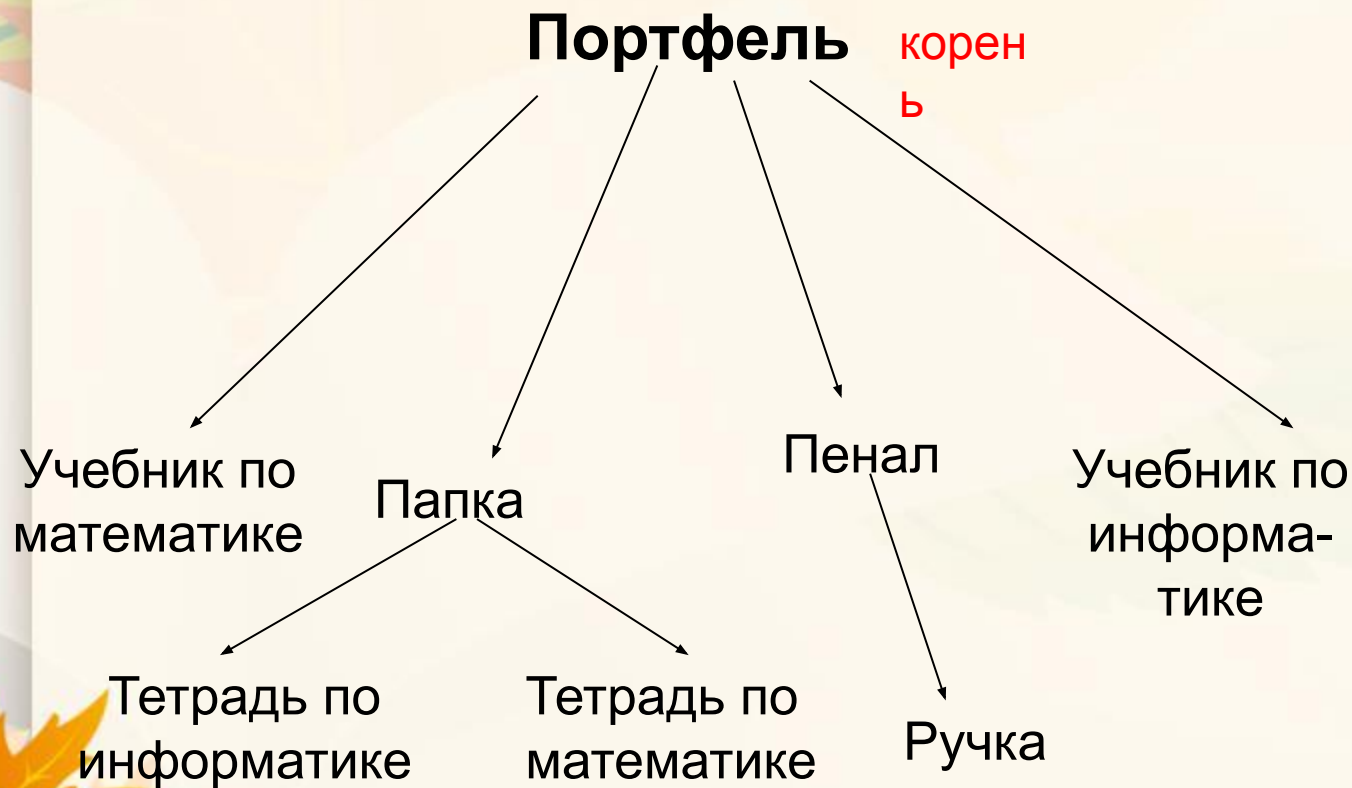 Портфель
корен
ь
Учебник по
математике
Папка
Пенал
Учебник по
информа-
тике
Тетрадь по
информатике
Тетрадь по
математике
Ручка